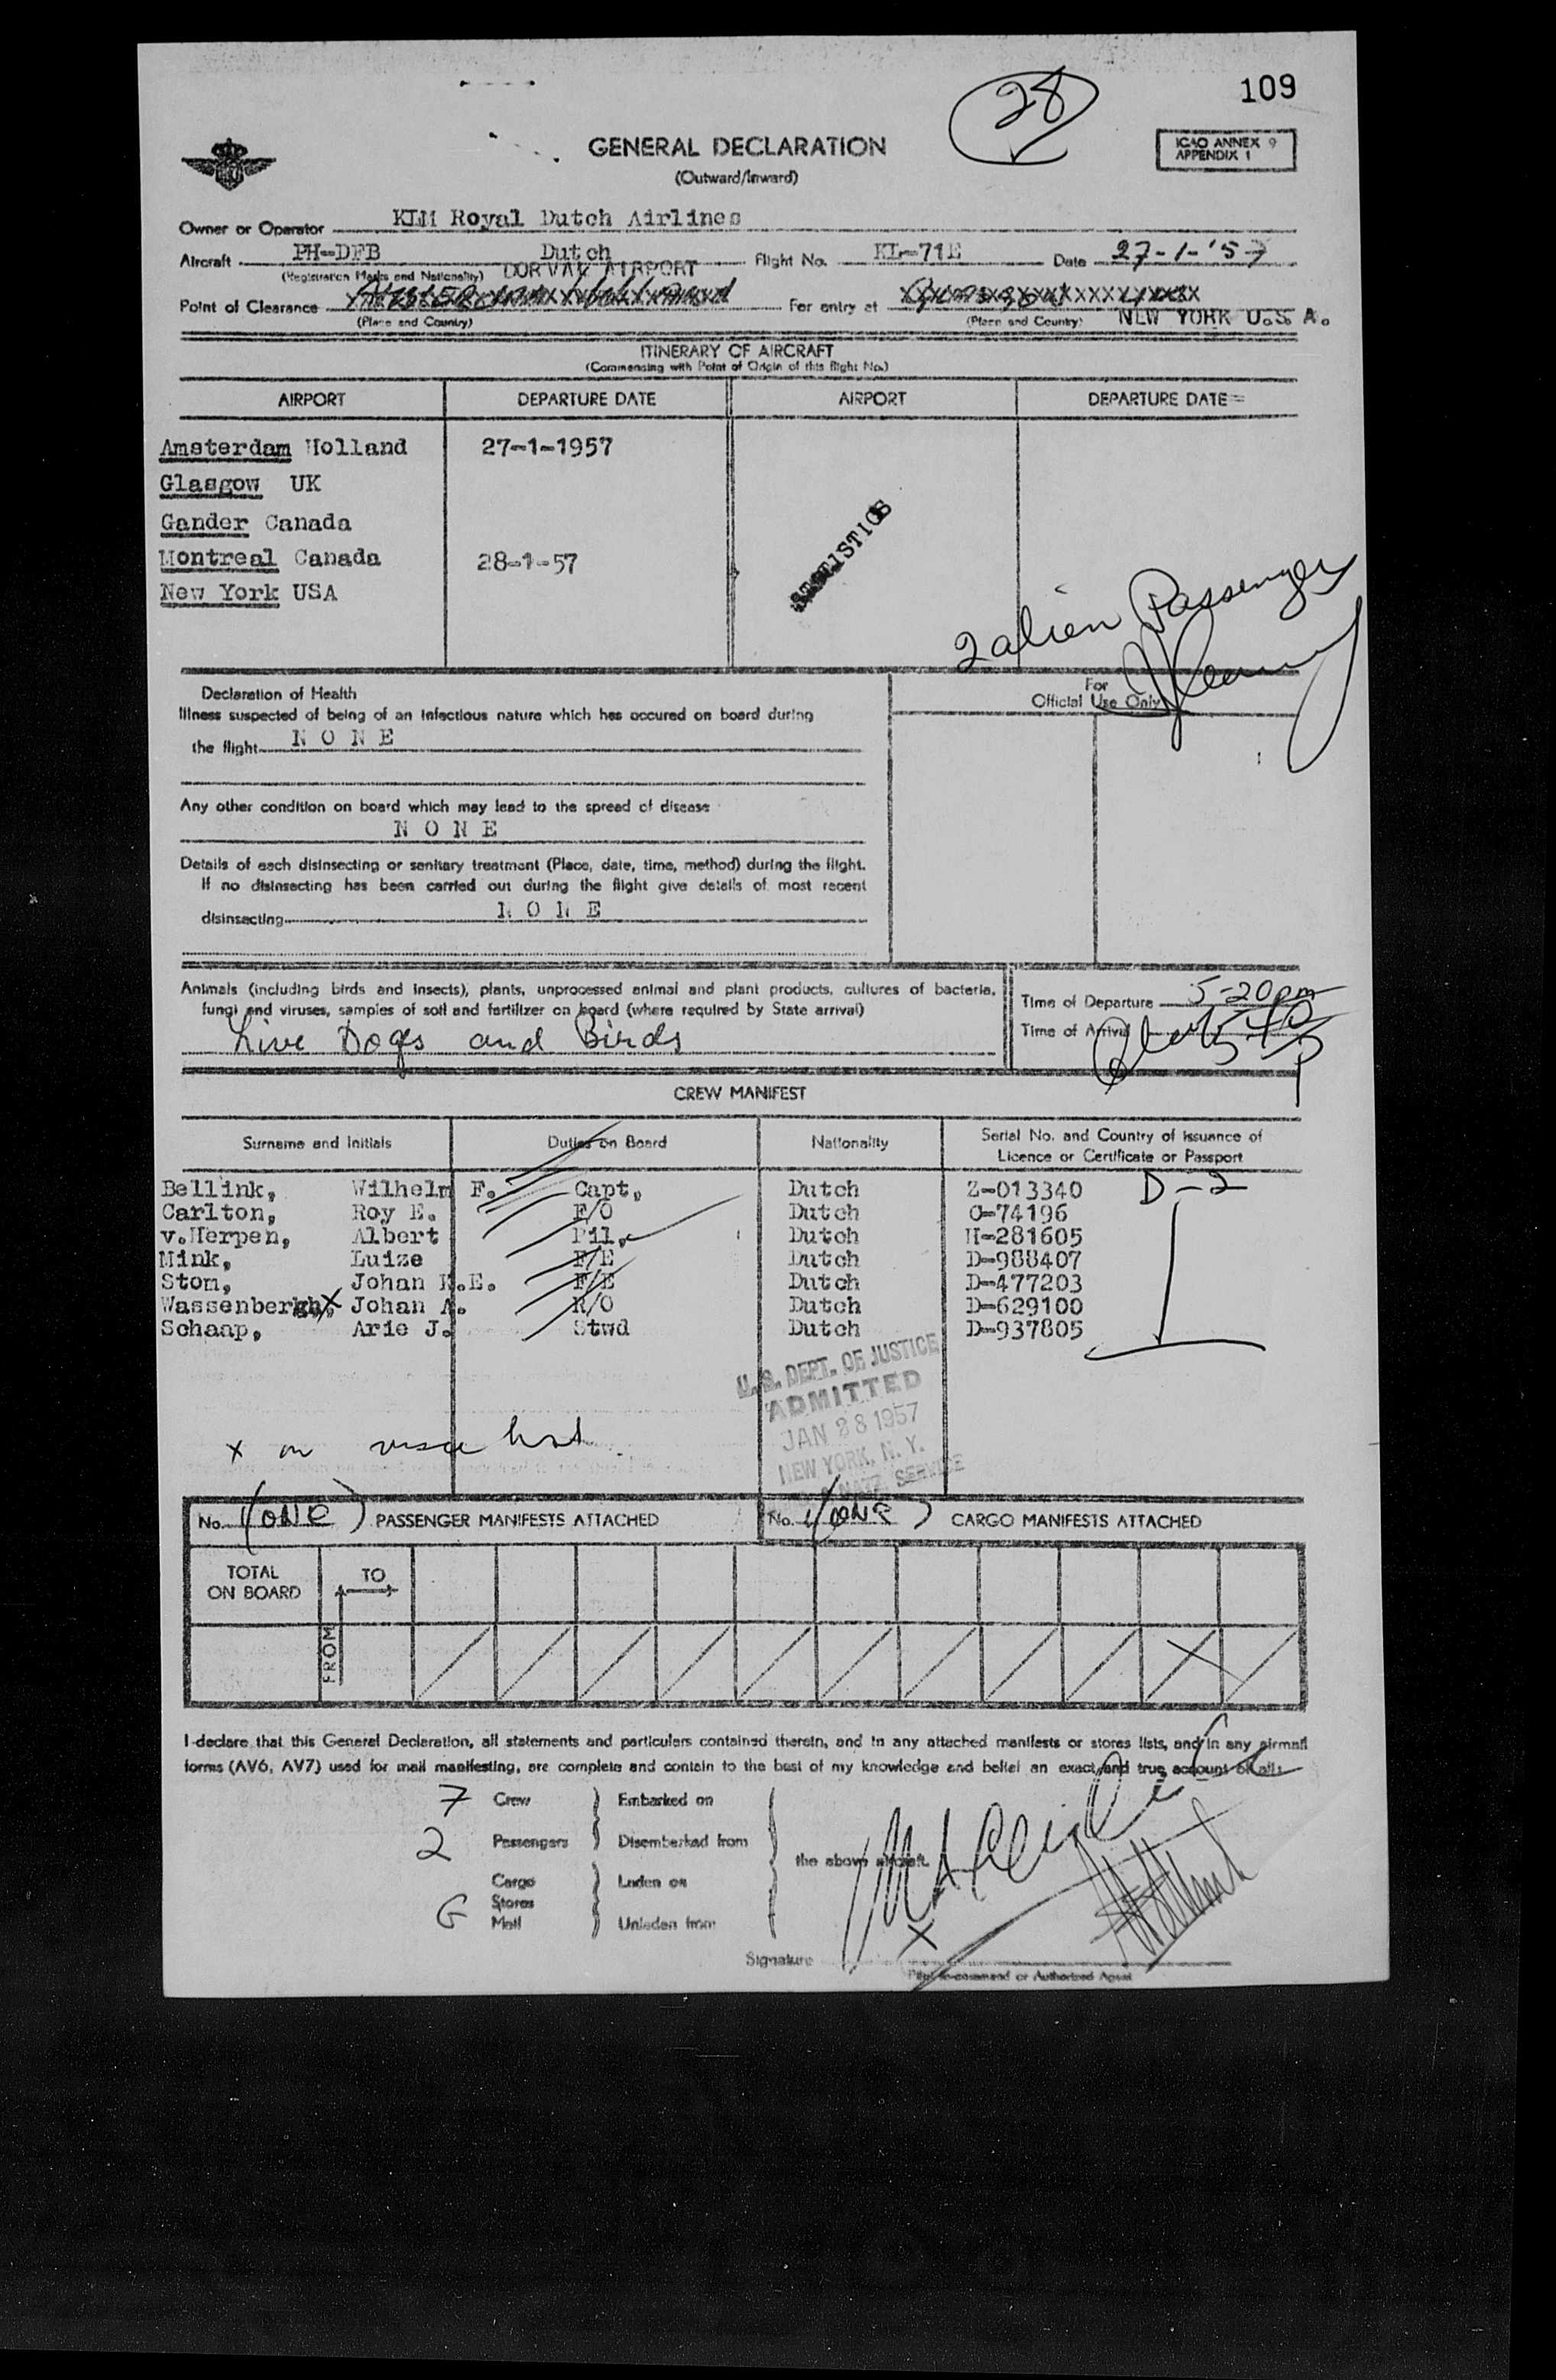 28
109
GENERAL DECLARATION
(Outward/Inward)
ICAO ANNEX 9
APPENDIX 1
Owner or Operator KLM Royal Dutch Airlines
Aircraft PH-DFB Dutch Flight No. KL-71E Date 27-1-'57
(Registration Marks and Nationality) DORVAL AIRPORT
Point of Clearance For entry at
(Place and Country) (Place and Country) NEW YORK U.S.A.
ITINERARY OF AIRCRAFT
(Commencing with Point of Origin of this flight No.)
AIRPORT DEPARTURE DATE AIRPORT DEPARTURE DATE
Amsterdam Holland 27-1-1957
Glasgow UK
Gander Canada
Montreal Canada 28-1-57
New York USA
STATISTICS
2 alien Passengers
Declaration of Health
For
Official Use Only
Illness suspected of being of an infectious nature which has occured on board during
the flight N O N E
Any other condition on board which may lead to the spread of disease
N O N E
Details of each disinsecting or sanitary treatment (Place, date, time, method) during the flight.
If no disinsecting has been carried out during the flight give details of most recent
disinsecting N O N E
Animals (including birds and insects), plants, unprocessed animal and plant products, cultures of bacteria,
fungi and viruses, samples of soil and fertilizer on board (where required by State arrival)
Live Dogs and Birds
Time of Departure 5-20pm
Time of Arrival
CREW MANIFEST
Surname and Initials Duties on Board Nationality Serial No. and Country of Issuance of
Licence or Certificate or Passport
Bellink, Wilhelm F. Capt. Dutch Z-013340 D-2
Carlton, Roy E. F/O Dutch O-74196
v.Herpen, Albert Pil. Dutch H-281605
Mink, Luize F/E Dutch D-988407
Stom, Johan K.E. F/E Dutch D-477203
Wassenbergh, x Johan A. R/O Dutch D-629100
Schaap, Arie J. Stwd Dutch D-937805
U.S. DEPT. OF JUSTICE
ADMITTED
JAN 28 1957
NEW YORK, N.Y.
NATZ. SERVICE
x on visa list.
No. (ONE) PASSENGER MANIFESTS ATTACHED No. (ONE) CARGO MANIFESTS ATTACHED
TOTAL
ON BOARD
TO
FROM
I declare that this General Declaration, all statements and particulars contained therein, and in any attached manifests or stores lists, and in any airmail
forms (AV6, AV7) used for mail manifesting, are complete and contain to the best of my knowledge and belief an exact and true account of all:
7 Crew Embarked on
2 Passengers Disembarked from
the above aircraft.
Cargo Laden on
Stores
G Mail Unladen from
X
Signature
Pilot-in-command or Authorized Agent